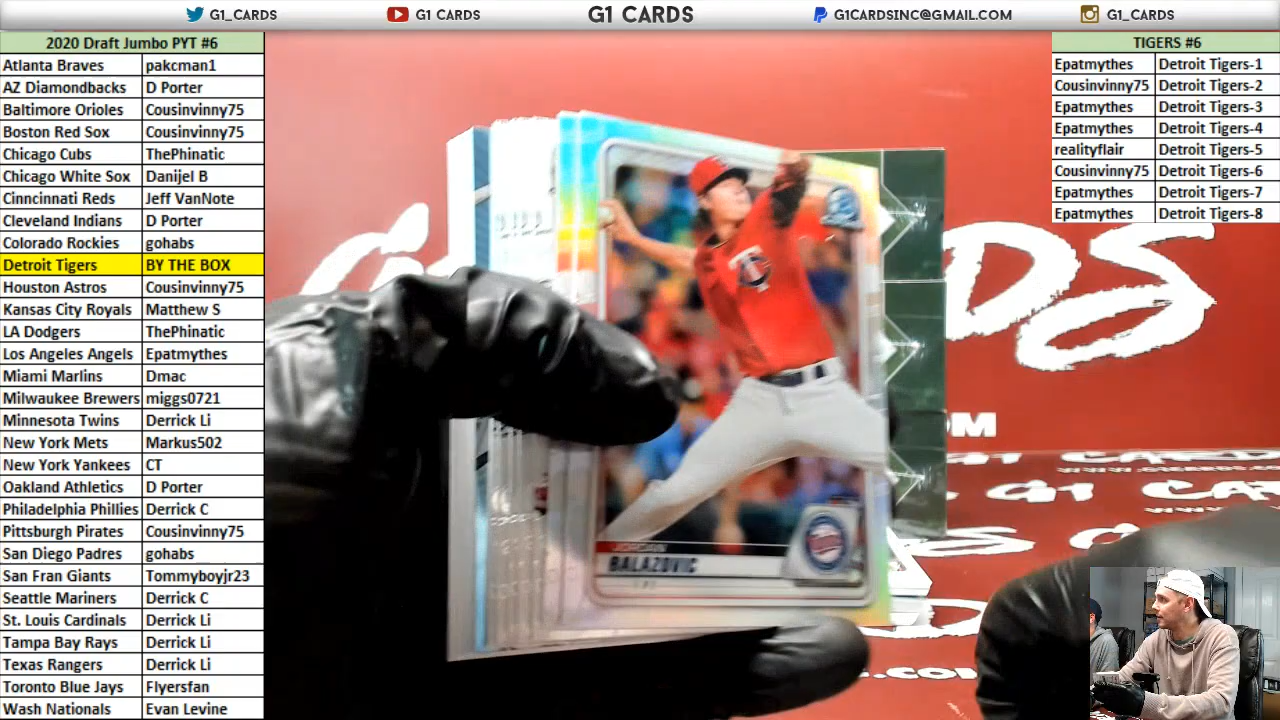 G1_CARDS
G1 CARDS
G1 CARDS
G1CARDSINC@GMAIL.COM
G1_CARDS
2020 Draft Jumbo PYT #6
Atlanta Braves pakcman1
AZ Diamondbacks D Porter
Baltimore Orioles Cousinvinny75
Boston Red Sox Cousinvinny75
Chicago Cubs ThePhinatic
Chicago White Sox Danijel B
Cinncinnati Reds Jeff VanNote
Cleveland Indians D Porter
Colorado Rockies gohabs
Detroit Tigers BY THE BOX
Houston Astros Cousinvinny75
Kansas City Royals Matthew S
LA Dodgers ThePhinatic
Los Angeles Angels Epatmythes
Miami Marlins Dmac
Milwaukee Brewers miggs0721
Minnesota Twins Derrick Li
New York Mets Markus502
New York Yankees CT
Oakland Athletics D Porter
Philadelphia Phillies Derrick C
Pittsburgh Pirates Cousinvinny75
San Diego Padres gohabs
San Fran Giants Tommyboyjr23
Seattle Mariners Derrick C
St. Louis Cardinals Derrick Li
Tampa Bay Rays Derrick Li
Texas Rangers Derrick Li
Toronto Blue Jays Flyersfan
Wash Nationals Evan Levine
TIGERS #6
Epatmythes Detroit Tigers-1
Cousinvinny75 Detroit Tigers-2
Epatmythes Detroit Tigers-3
Epatmythes Detroit Tigers-4
realityflair Detroit Tigers-5
Cousinvinny75 Detroit Tigers-6
Epatmythes Detroit Tigers-7
Epatmythes Detroit Tigers-8
JORDAN
BALAZOVIC
G1 CARDS